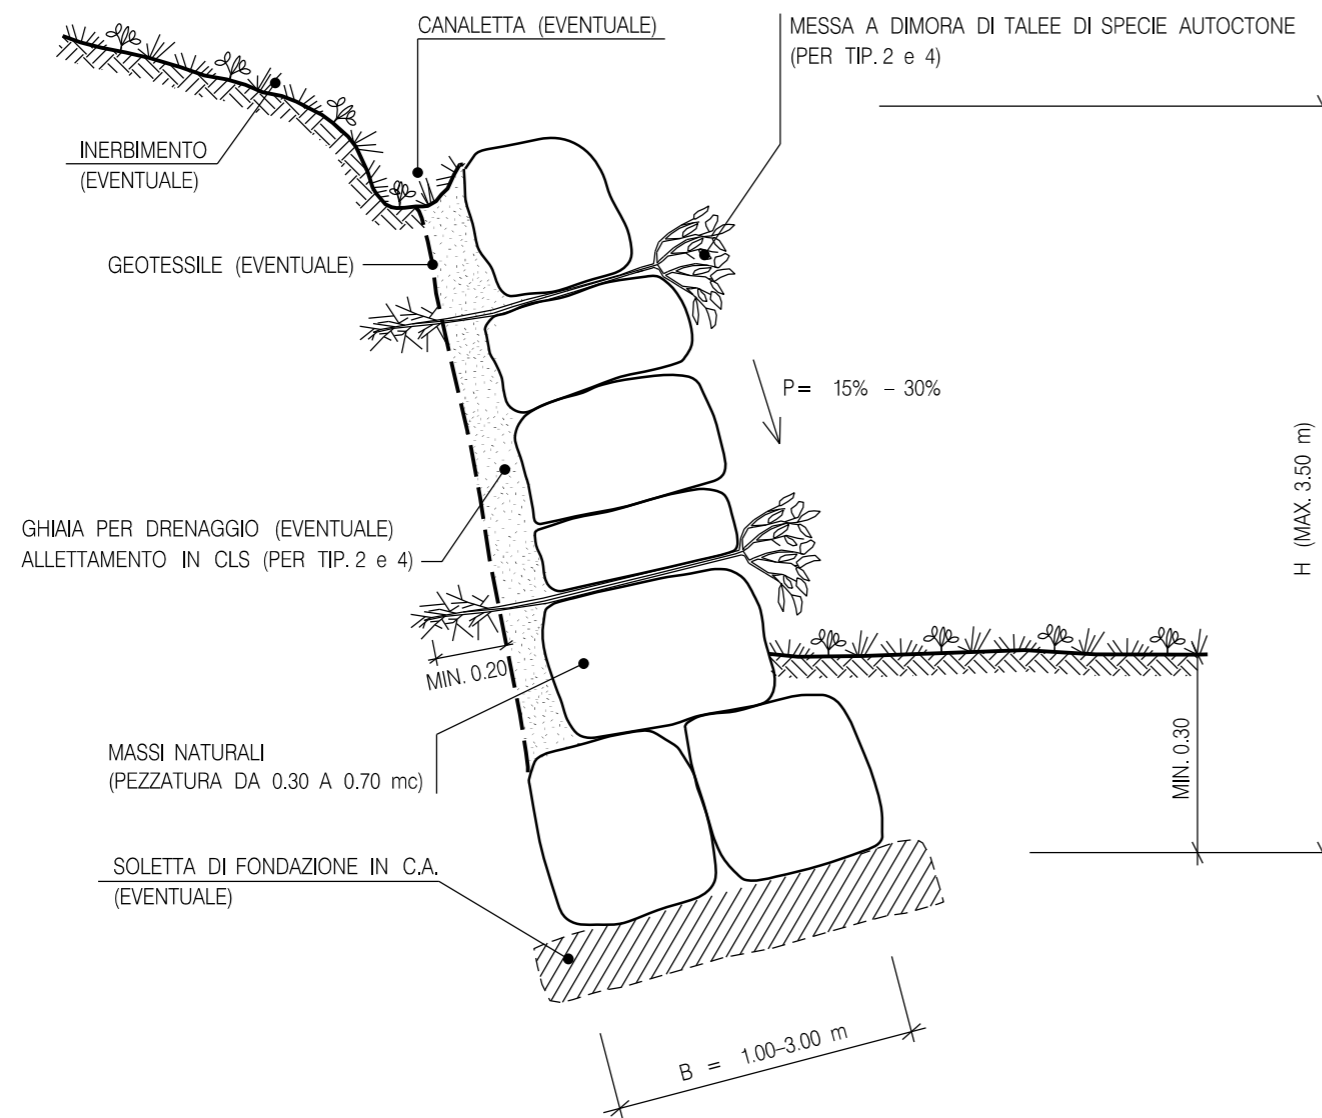 CANALETTA (EVENTUALE)
MESSA A DIMORA DI TALEE DI SPECIE AUTOCTONE
(PER TIP. 2 e 4)
INERBIMENTO
(EVENTUALE)
GEOTESSILE (EVENTUALE)
P= 15% – 30%
H (MAX. 3.50 m)
GHIAIA PER DRENAGGIO (EVENTUALE)
ALLETTAMENTO IN CLS (PER TIP. 2 e 4)
MIN. 0.20
MASSI NATURALI
(PEZZATURA DA 0.30 A 0.70 mc)
MIN. 0.30
SOLETTA DI FONDAZIONE IN C.A.
(EVENTUALE)
B = 1.00–3.00 m